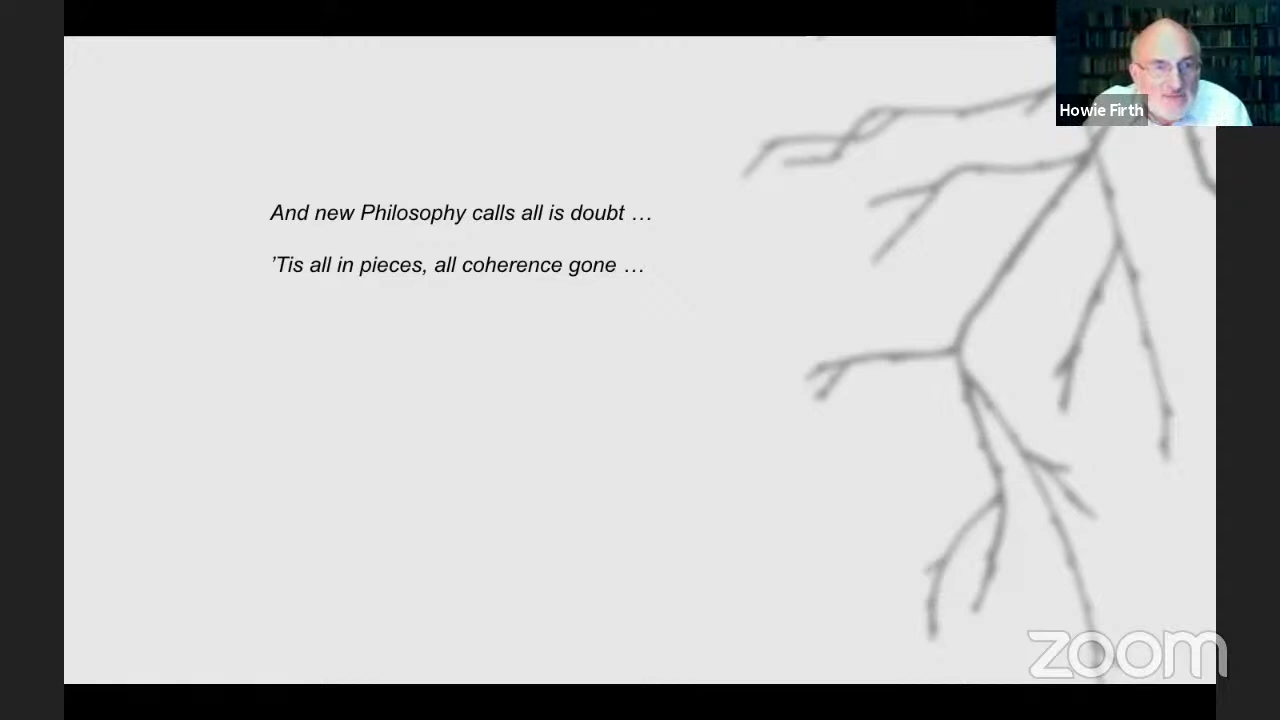 Howie Firth
And new Philosophy calls all is doubt …
’Tis all in pieces, all coherence gone …
zoom